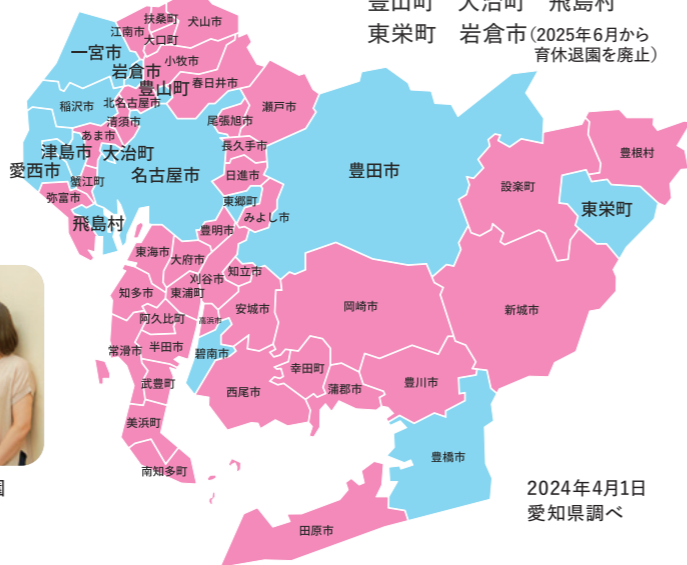 豊山町 大治町 飛島村
東栄町 岩倉市(2025年6月から
育休退園を廃止)
扶桑町
犬山市
江南市
大口町
一宮市
小牧市
岩倉市
豊山町
春日井市
稲沢市
北名古屋市
瀬戸市
清須市
尾張旭市
あま市
津島市
大治町
長久手市
愛西市
名古屋市
豊田市
豊根村
蟹江町
日進市
設楽町
弥富市
東郷町
東栄町
飛島村
みよし市
豊明市
東海市
大府市
知立市
刈谷市
知多市
東浦町
岡崎市
安城市
新城市
阿久比町
高浜市
常滑市
半田市
碧南市
幸田町
武豊町
西尾市
蒲郡市
豊川市
美浜町
豊橋市
南知多町
園
2024年4月1日
愛知県調べ
田原市